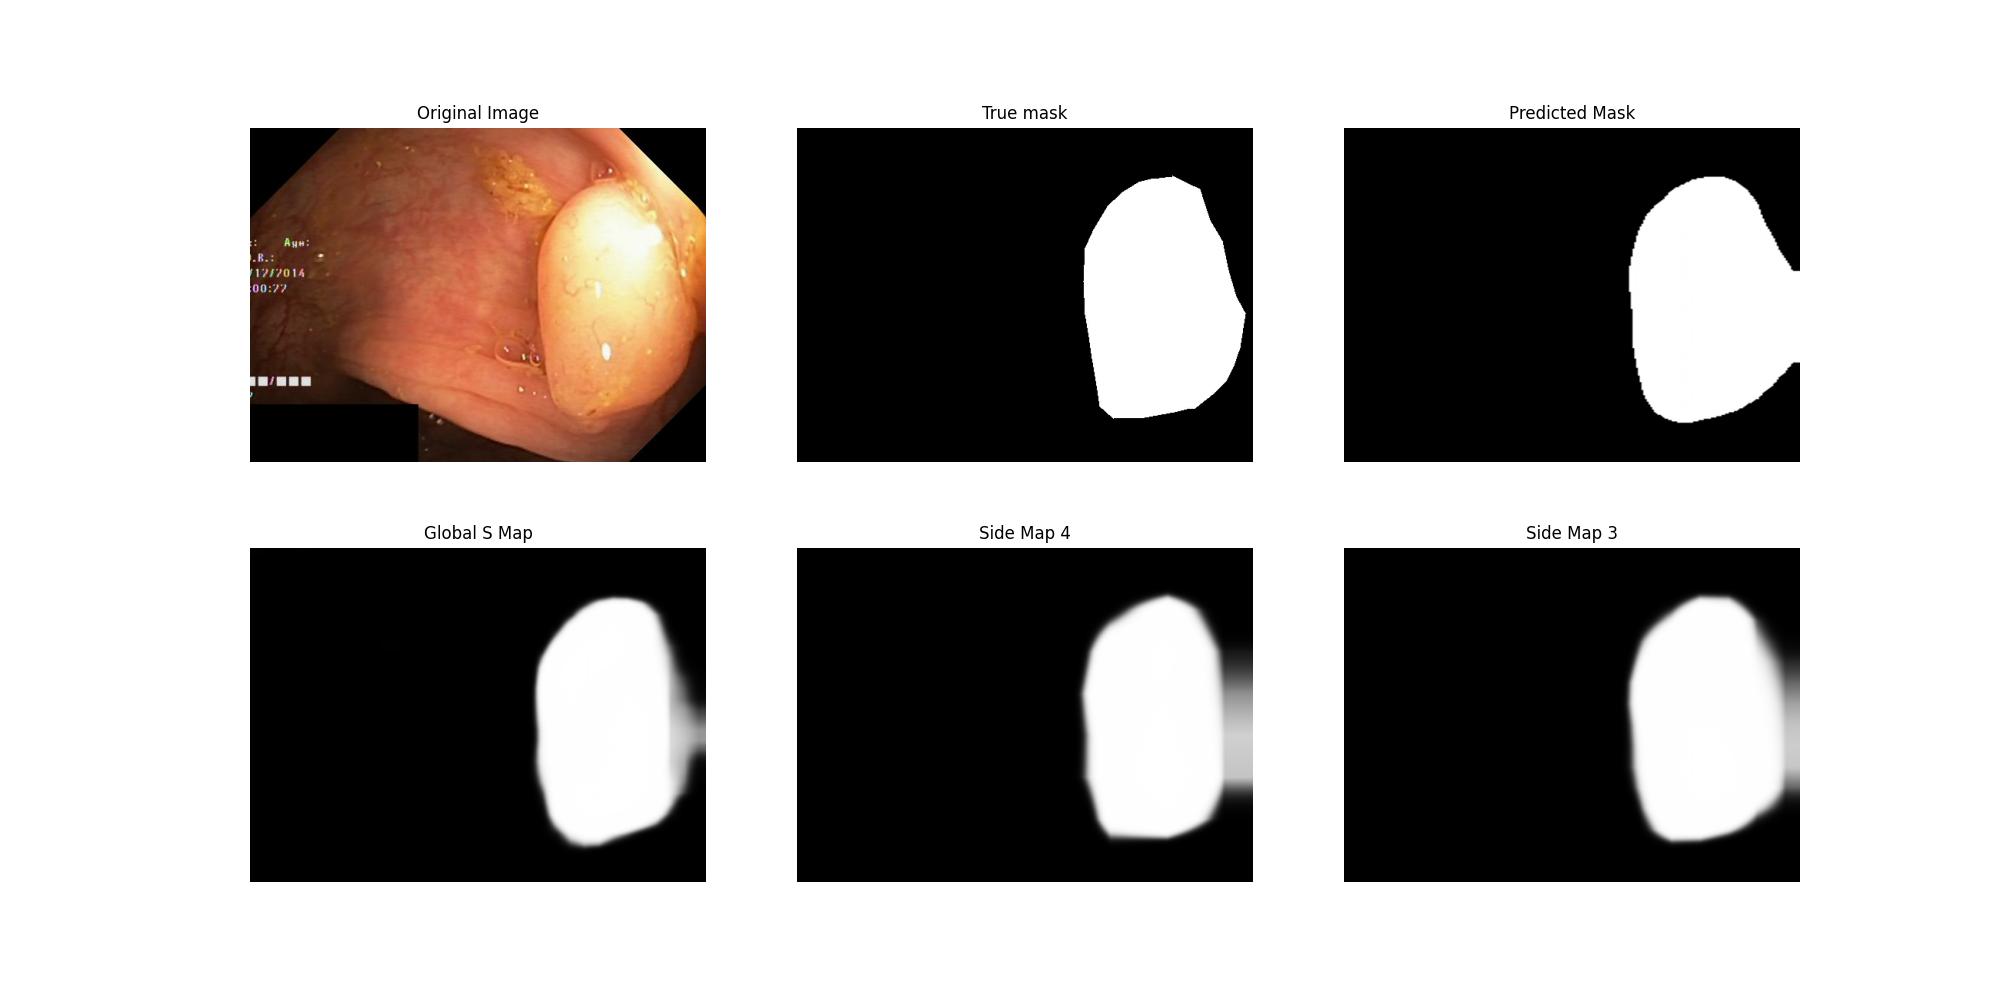 Original Image
True mask
Predicted Mask
: Age:
.B.:
/12/2014
:00:22
Global S Map
Side Map 4
Side Map 3